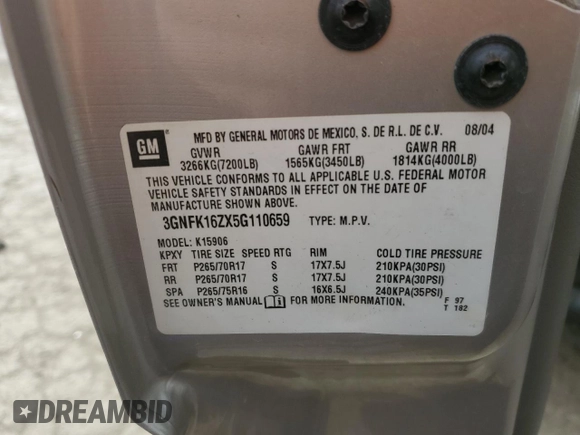 GM
MFD BY GENERAL MOTORS DE MEXICO, S. DE R.L. DE C.V. 08/04
GVWR GAWR FRT GAWR RR
3266KG(7200LB) 1565KG(3450LB) 1814KG(4000LB)
THIS VEHICLE CONFORMS TO ALL APPLICABLE U.S. FEDERAL MOTOR
VEHICLE SAFETY STANDARDS IN EFFECT ON THE DATE OF
MANUFACTURE SHOWN ABOVE.
3GNFK16ZX5G110659 TYPE: M.P.V.
MODEL: K15906
KPXY TIRE SIZE SPEED RTG RIM COLD TIRE PRESSURE
FRT P265/70R17 S 17X7.5J 210KPA(30PSI)
RR P265/70R17 S 17X7.5J 210KPA(30PSI)
SPA P265/75R16 S 16X6.5J 240KPA(35PSI)
SEE OWNER'S MANUAL FOR MORE INFORMATION. F 97
T 182
DREAMBID